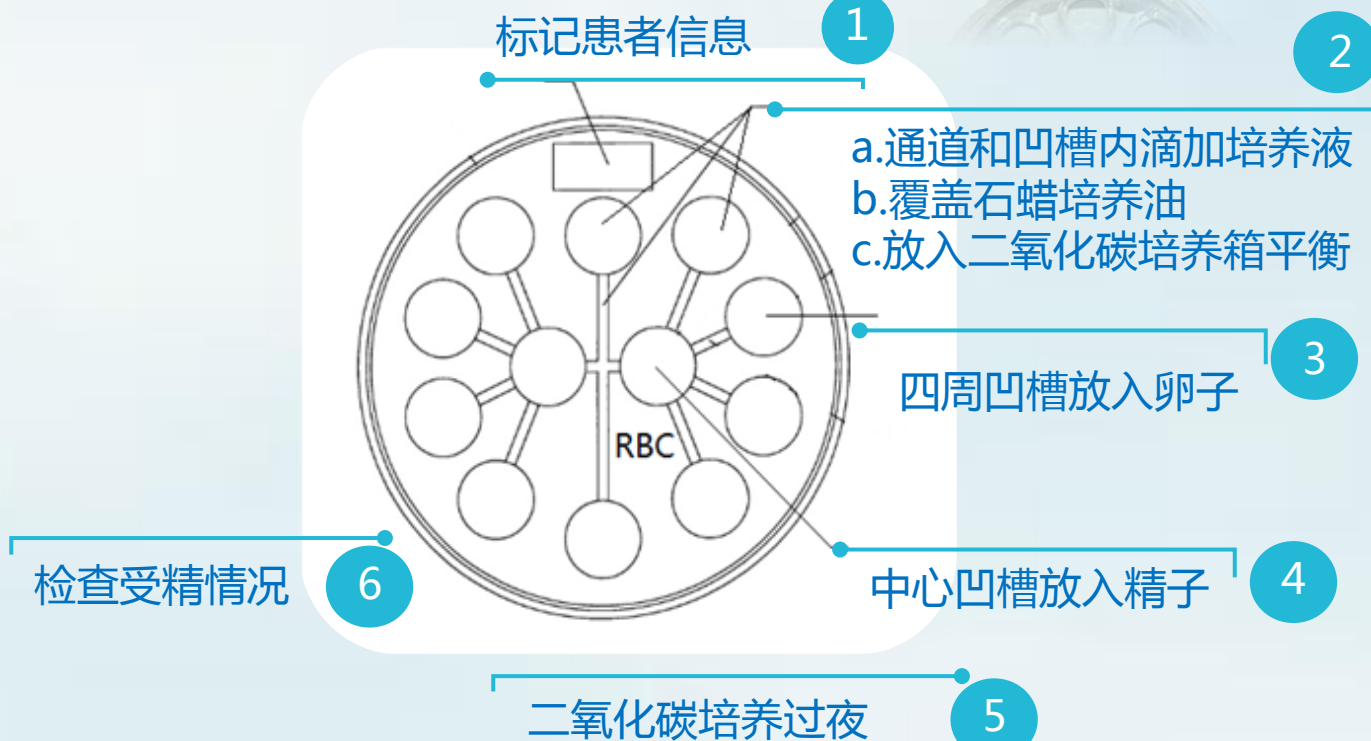 标记患者信息
1
2
a.通道和凹槽内滴加培养液
b.覆盖石蜡培养油
c.放入二氧化碳培养箱平衡
3
四周凹槽放入卵子
RBC
中心凹槽放入精子
4
检查受精情况
6
二氧化碳培养过夜
5